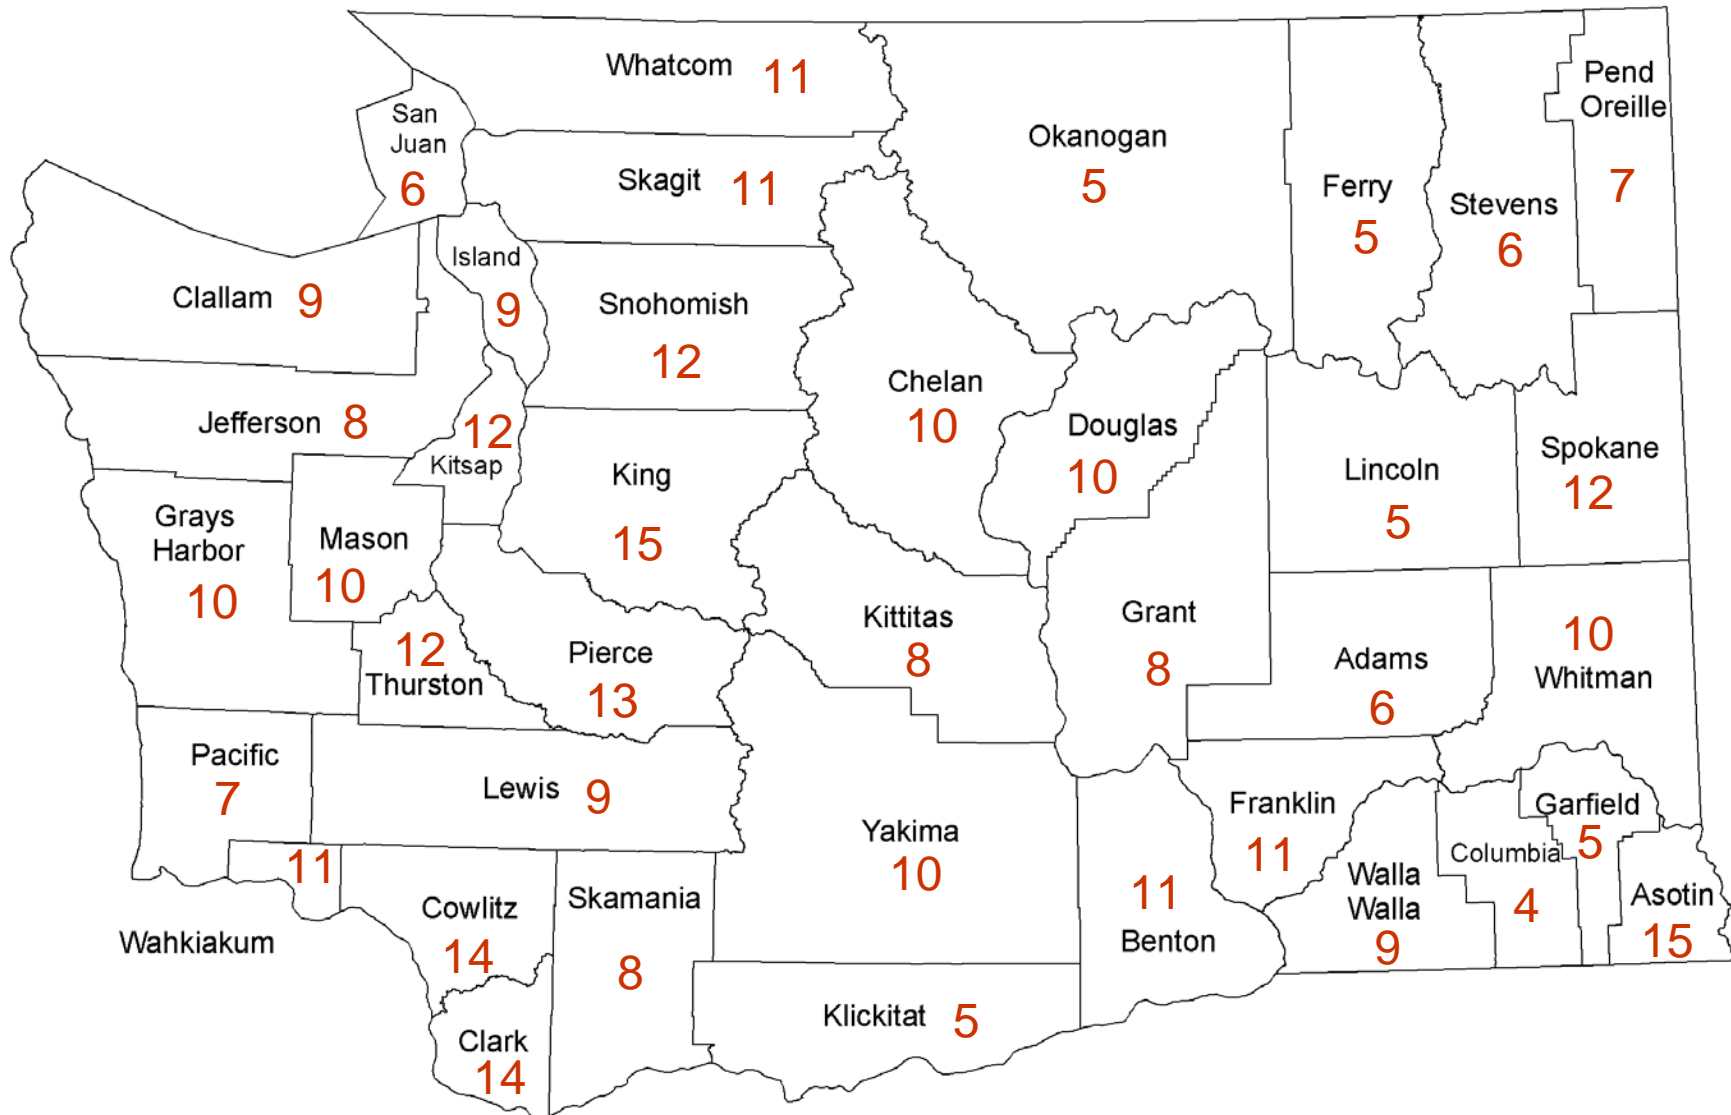 Whatcom 11
San
Juan
6
Skagit 11
Okanogan
5
Ferry
5
Stevens
6
Pend
Oreille
7
Clallam 9
Island
9
Snohomish
12
Chelan
10
Douglas
10
Jefferson 8
12
Kitsap
King
15
Lincoln
5
Spokane
12
Grays
Harbor
10
Mason
10
12
Thurston
Pierce
13
Kittitas
8
Grant
8
Adams
6
10
Whitman
Pacific
7
Lewis 9
Yakima
10
11
Benton
Franklin
11
Walla
Walla
9
Columbia
4
Garfield
5
Asotin
15
11
Wahkiakum
Cowlitz
14
Skamania
8
Klickitat 5
Clark
14